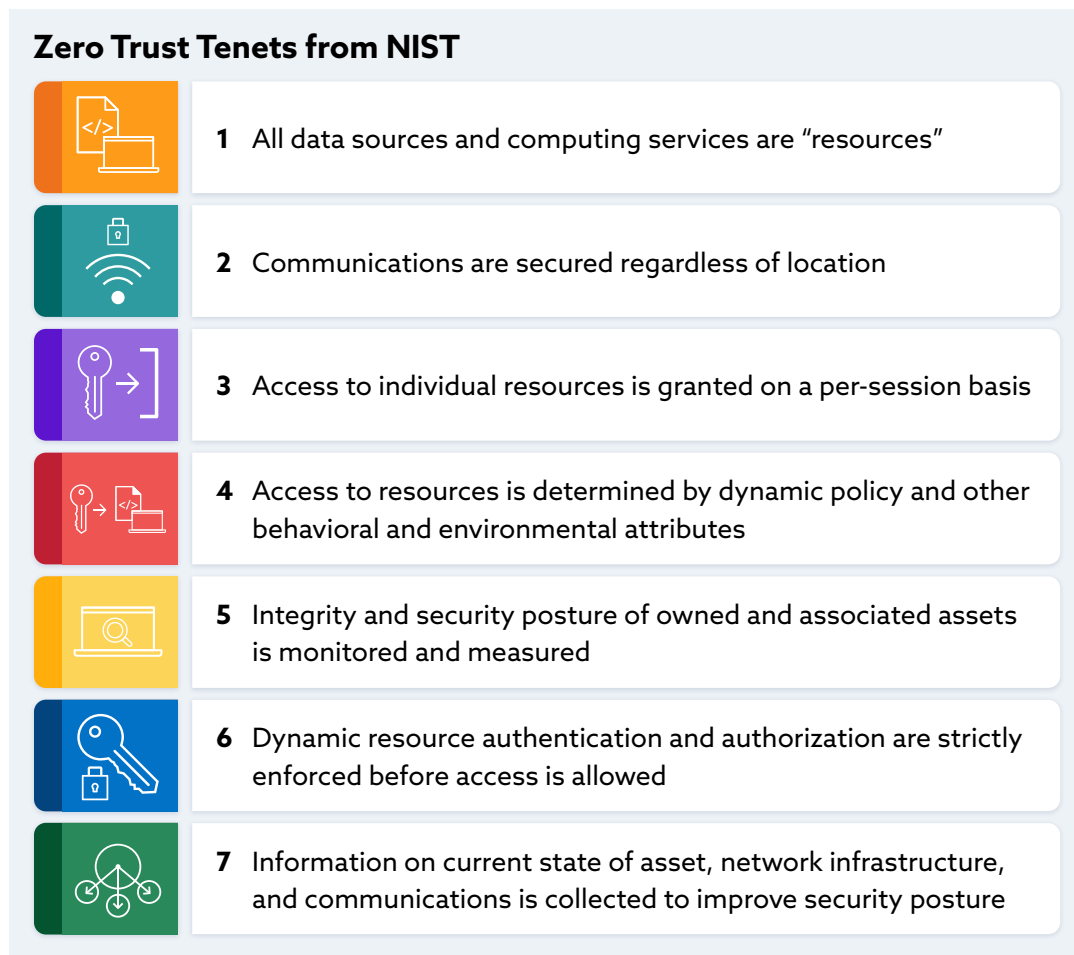 Zero Trust Tenets from NIST
</>
1 All data sources and computing services are “resources”
2 Communications are secured regardless of location
3 Access to individual resources is granted on a per-session basis
</>
4 Access to resources is determined by dynamic policy and other
behavioral and environmental attributes
5 Integrity and security posture of owned and associated assets
is monitored and measured
6 Dynamic resource authentication and authorization are strictly
enforced before access is allowed
7 Information on current state of asset, network infrastructure,
and communications is collected to improve security posture